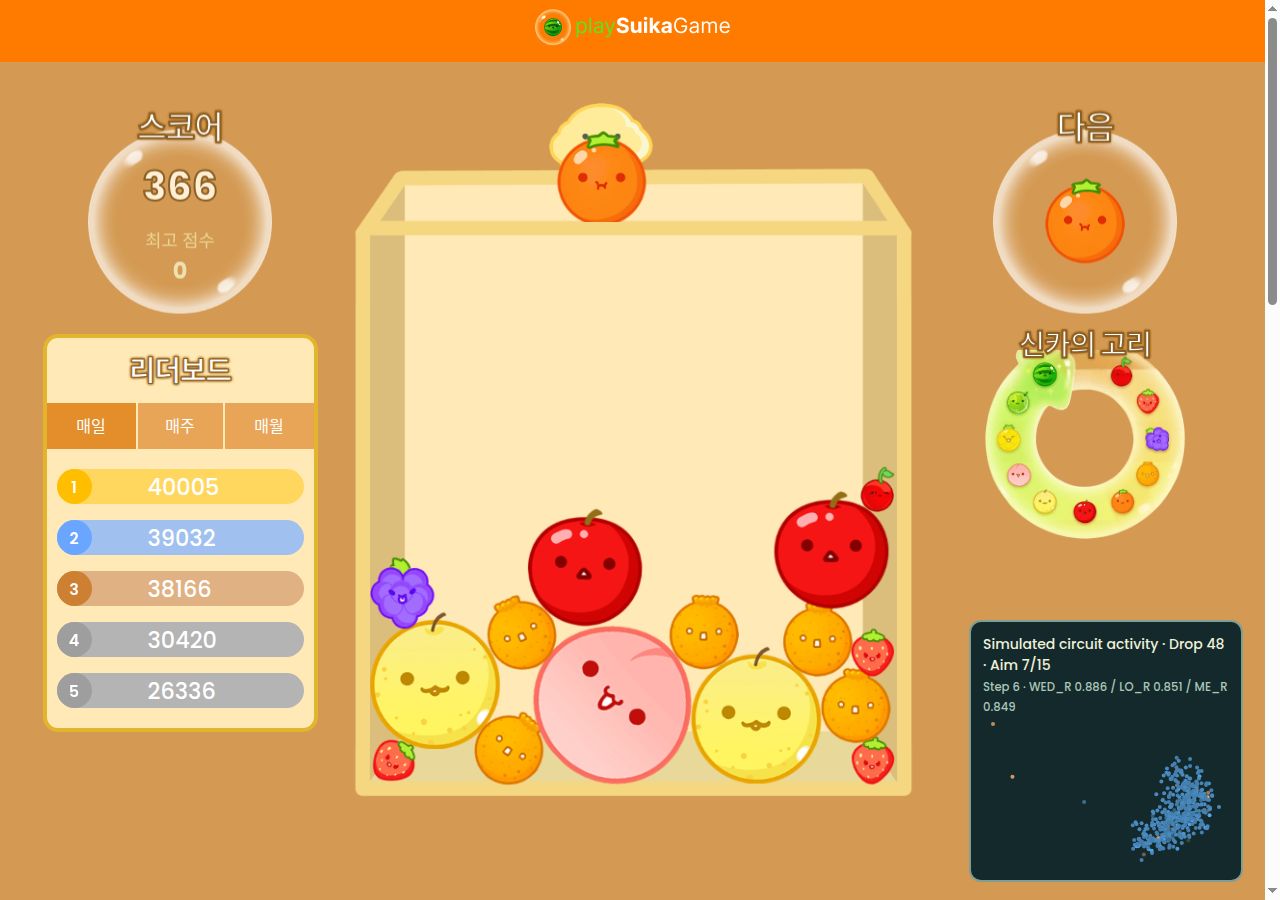 playSuikaGame
스코어
366
최고 점수
0
다음
신카의 고리
리더보드
매일 매주 매월
1 40005
2 39032
3 38166
4 30420
5 26336
Simulated circuit activity · Drop 48
· Aim 7/15
Step 6 · WED_R 0.886 / LO_R 0.851 / ME_R
0.849